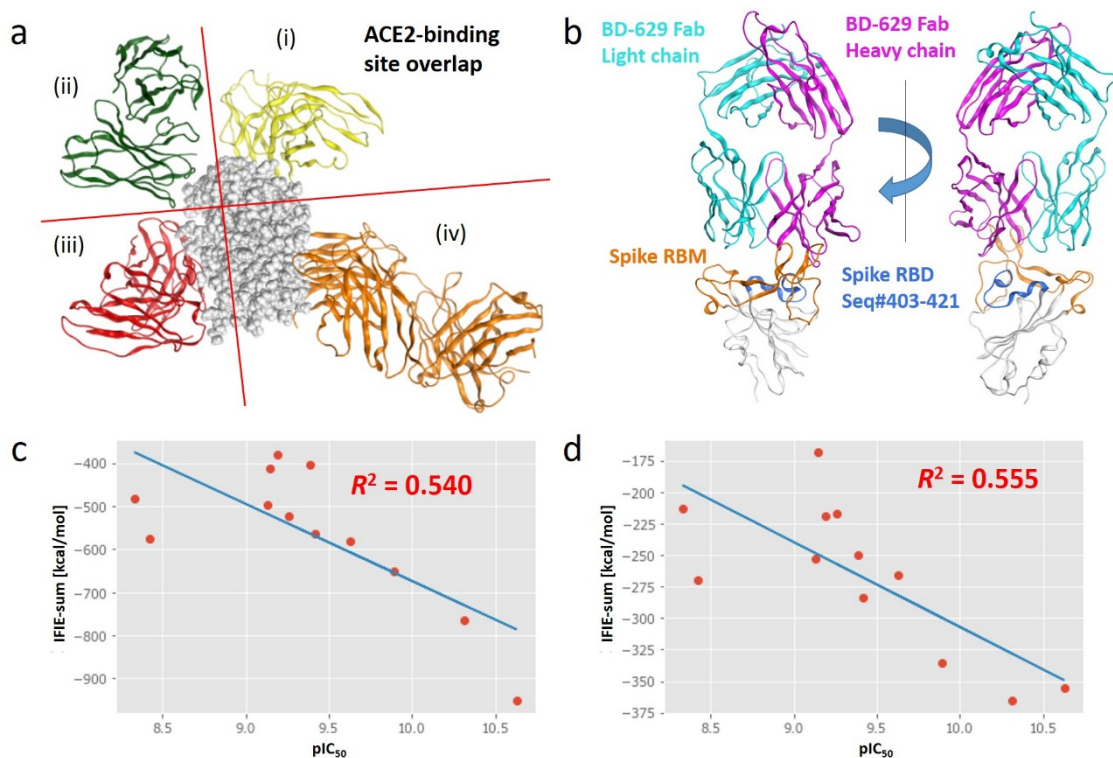 a
(i)
ACE2-binding
site overlap
(ii)
(iii)
(iv)
b
BD-629 Fab
Light chain
BD-629 Fab
Heavy chain
Spike RBM
Spike RBD
Seq#403-421
c
R² = 0.540
IFIE-sum [kcal/mol]
−400
−500
−600
−700
−800
−900
8.5
9.0
9.5
10.0
10.5
pIC₅₀
d
R² = 0.555
IFIE-sum [kcal/mol]
−175
−200
−225
−250
−275
−300
−325
−350
−375
8.5
9.0
9.5
10.0
10.5
pIC₅₀